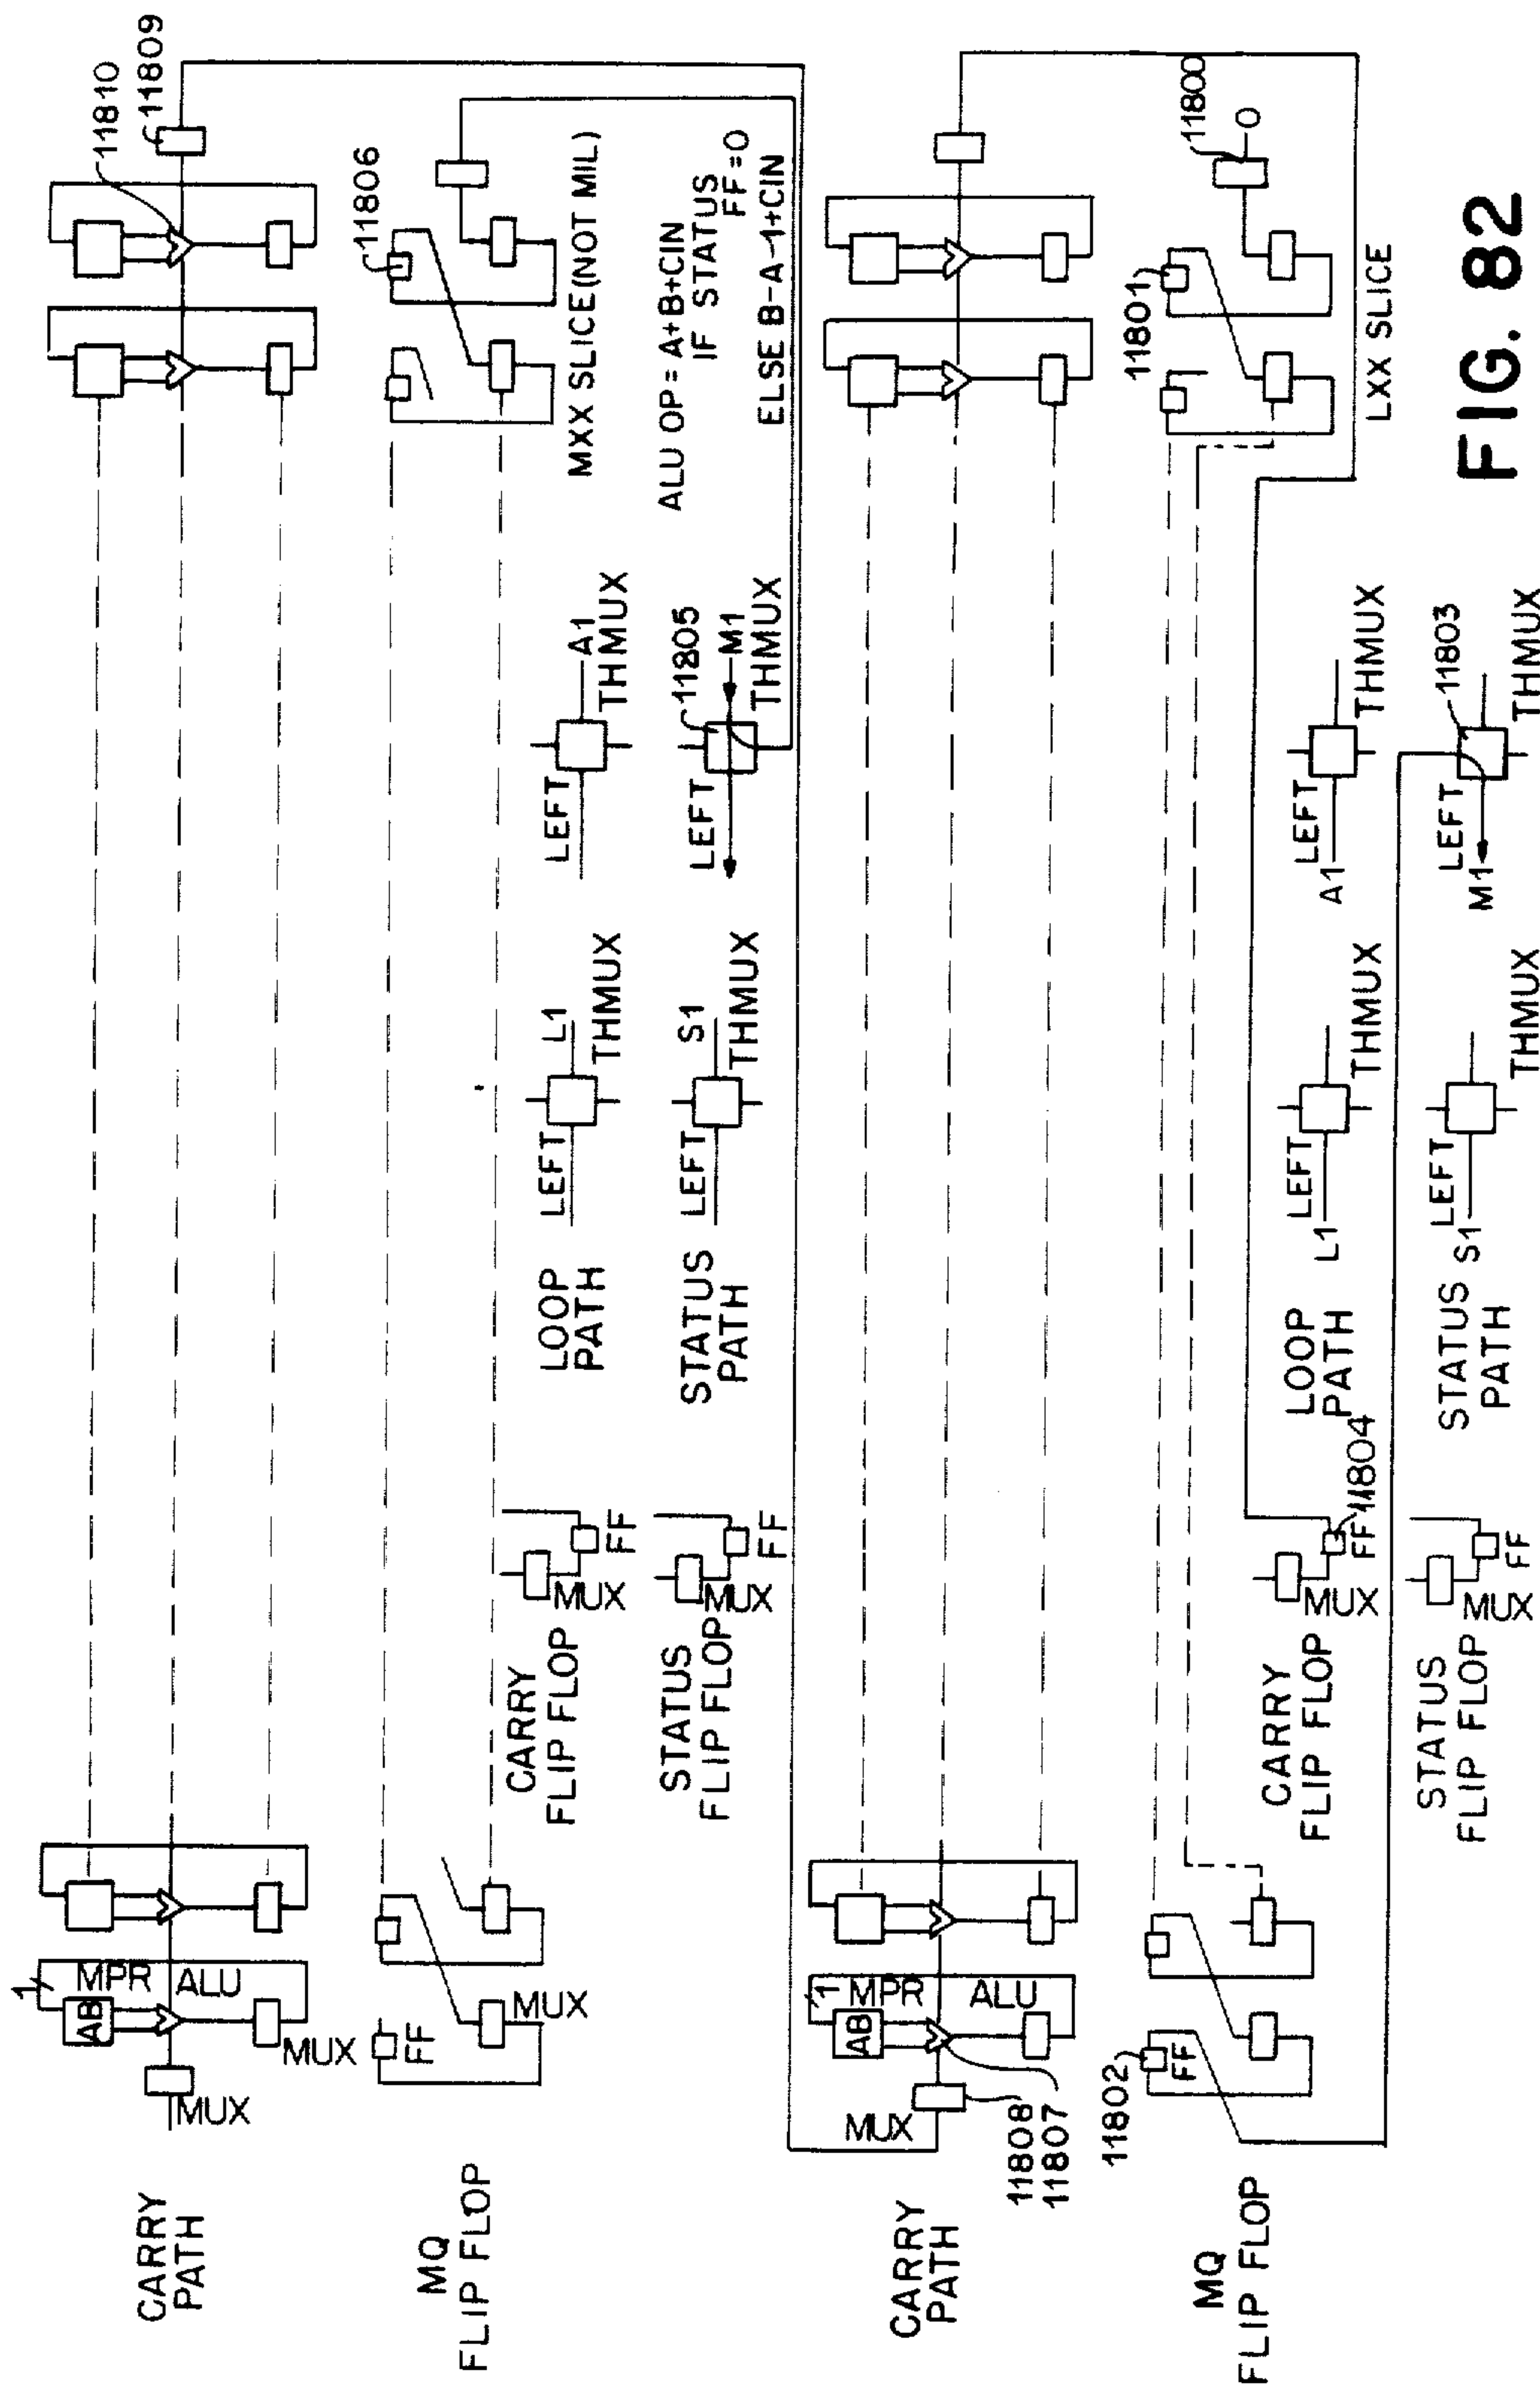 CARRY
PATH
MUX
1
MPR
ALU
AB
MUX
11810
11809
MQ
FLIP FLOP
FF
MUX
11806
MXX SLICE(NOT MIL)
CARRY
FLIP FLOP
MUX
FF
LOOP
PATH
LEFT
L1
THMUX
LEFT
A1
THMUX
STATUS
FLIP FLOP
MUX
FF
STATUS
PATH
LEFT
S1
THMUX
LEFT
11805
M1
THMUX
ALU OP=A+B+CIN
IF STATUS
FF=0
ELSE B-A-1+CIN
CARRY
PATH
MUX
11808
11807
1
MPR
ALU
AB
MQ
FLIP FLOP
11802
FF
11801
11800
0
LXX SLICE
CARRY
FLIP FLOP
MUX
FF
11804
LOOP
PATH
L1
LEFT
THMUX
A1
LEFT
THMUX
STATUS
FLIP FLOP
MUX
FF
STATUS
PATH
S1
LEFT
THMUX
M1
LEFT
11803
THMUX
FIG. 82